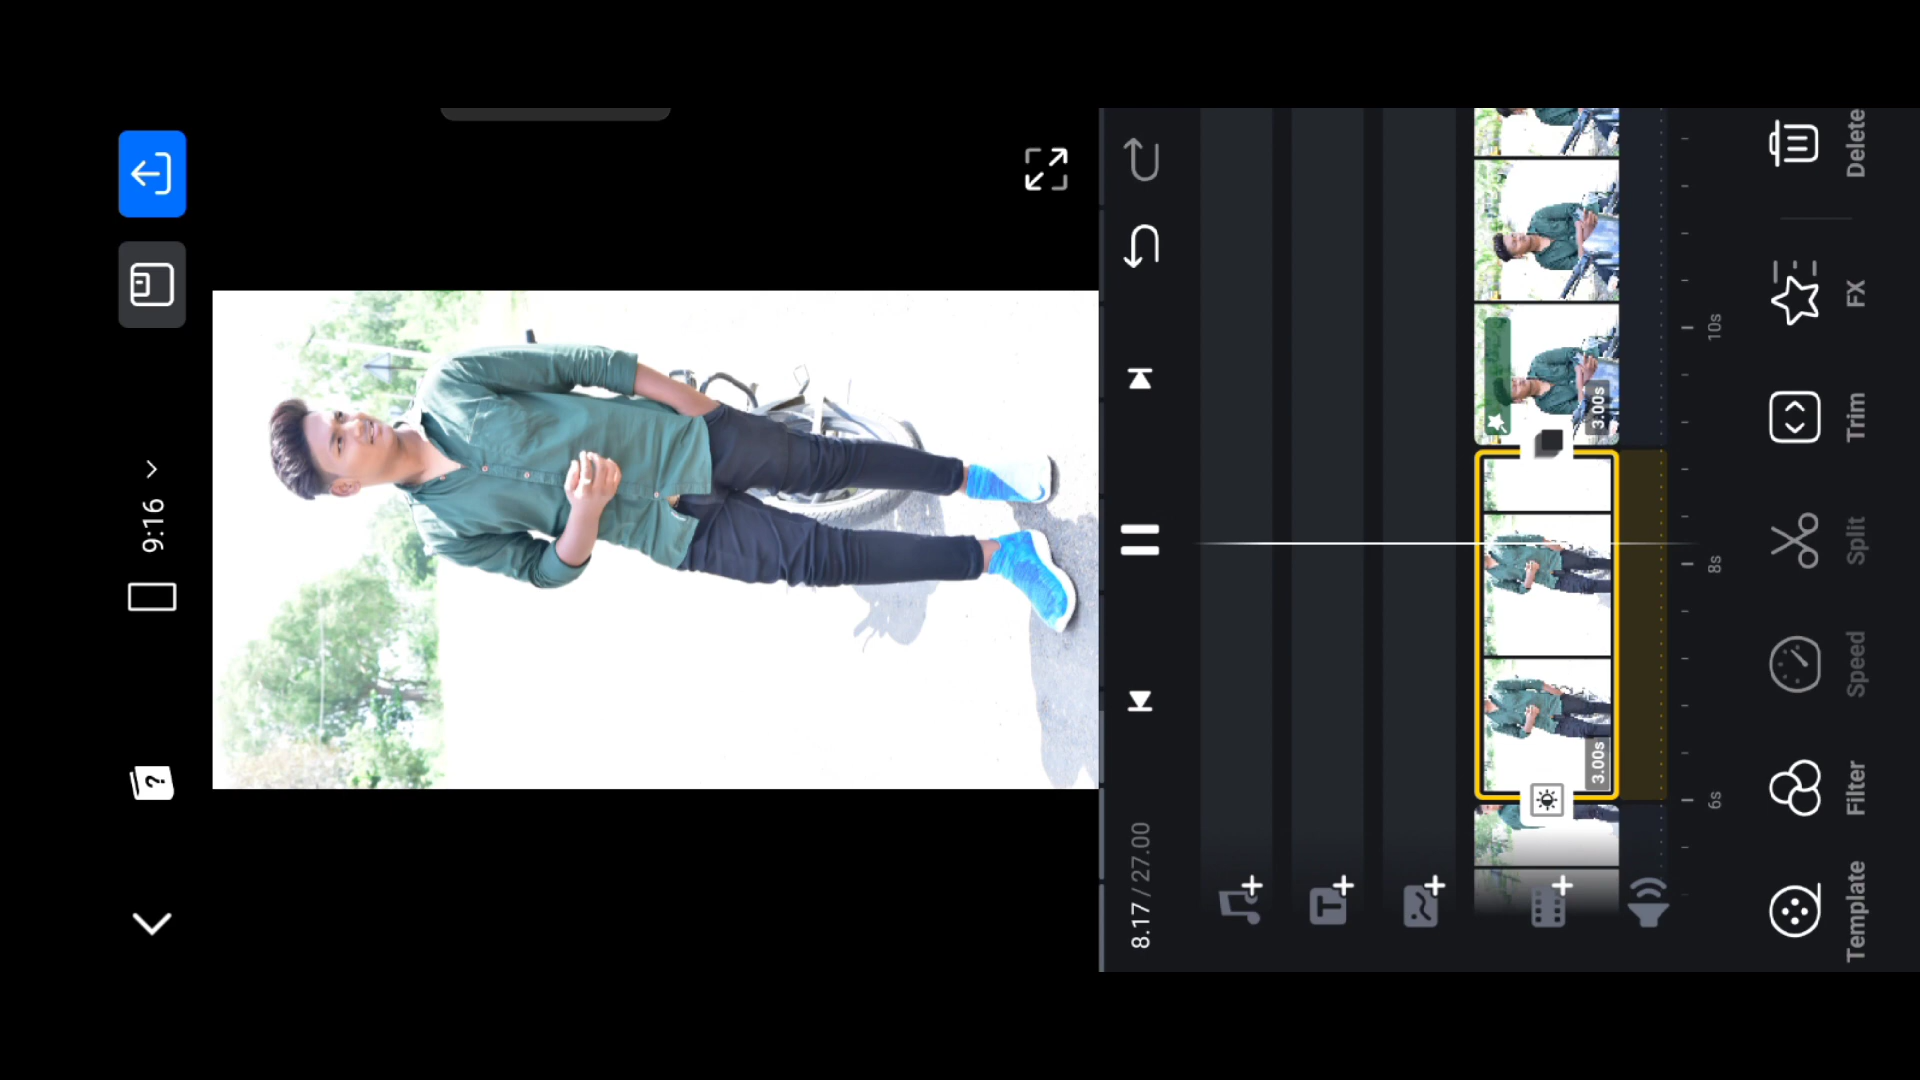 9:16
?
8.17 / 27.00
T
3.00s
3.00s
6s
8s
10s
Template
Filter
Speed
Split
Trim
FX
Delete